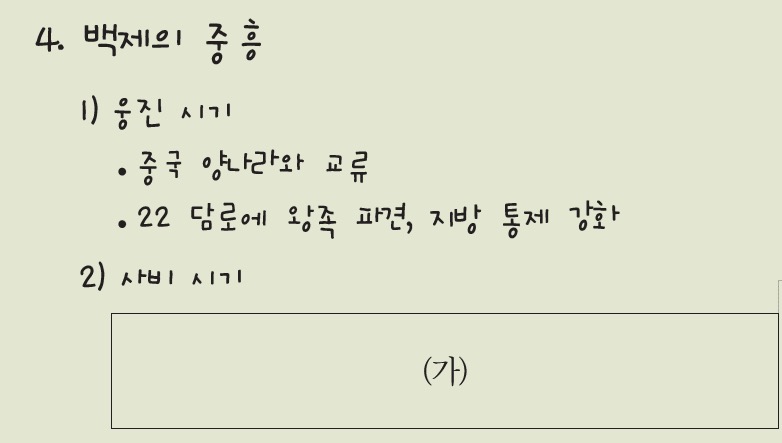 4. 백제의 중흥
1) 웅진 시기
• 중국 양나라와 교류
• 22 담로에 왕족 파견, 지방 통제 강화
2) 사비 시기
(가)